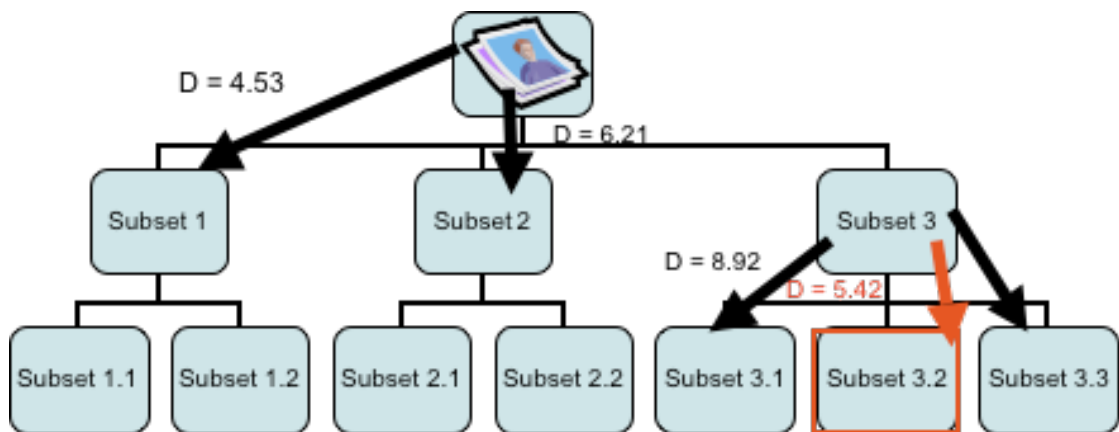 D = 4.53
D = 6.21
Subset 1
Subset 2
Subset 3
D = 8.92
D = 5.42
Subset 1.1
Subset 1.2
Subset 2.1
Subset 2.2
Subset 3.1
Subset 3.2
Subset 3.3